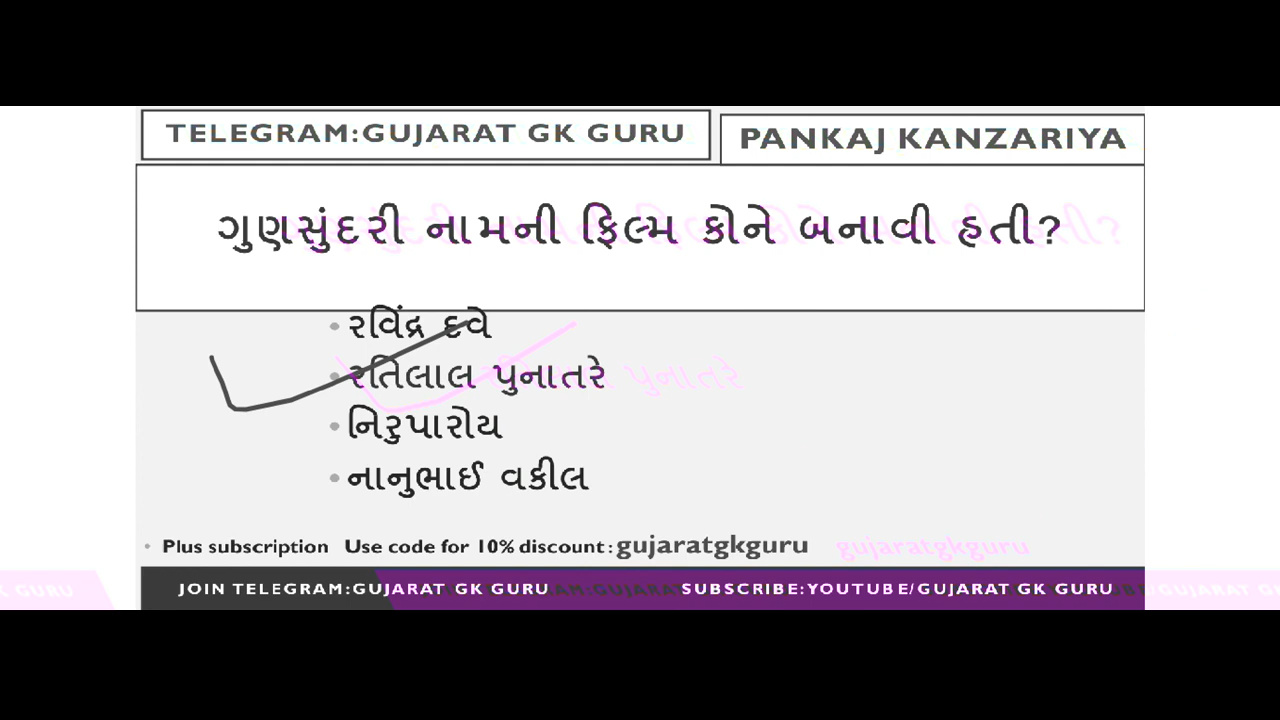 TELEGRAM:GUJARAT GK GURU
PANKAJ KANZARIYA
ગુણસુંદરી નામની ફિલ્મ કોને બનાવી હતી?
• રવિંદ્ર દવે
• રતિલાલ પુનાતરે
• નિરુપારોય
• નાનુભાઈ વકીલ
• Plus subscription Use code for 10% discount : gujaratgkguru
JOIN TELEGRAM:GUJARAT GK GURU
SUBSCRIBE:YOUTUBE/GUJARAT GK GURU